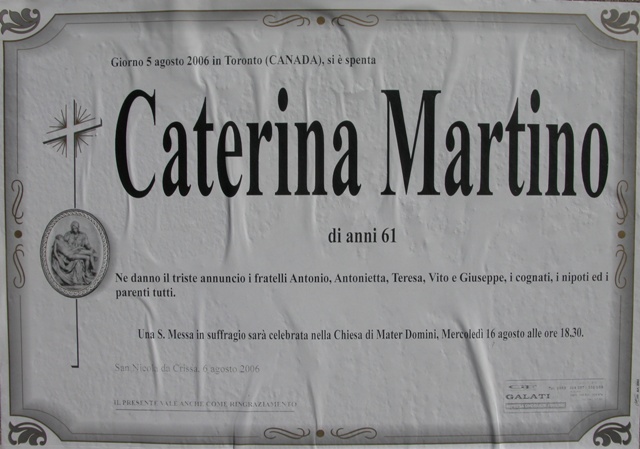 Giorno 5 agosto 2006 in Toronto (CANADA), si è spenta
Caterina Martino
di anni 61
Ne danno il triste annuncio i fratelli Antonio, Antonietta, Teresa, Vito e Giuseppe, i cognati, i nipoti ed i
parenti tutti.
Una S. Messa in suffragio sarà celebrata nella Chiesa di Mater Domini, Mercoledì 16 agosto alle ore 18.30.
San Nicola da Crissa, 6 agosto 2006
IL PRESENTE VALE ANCHE COME RINGRAZIAMENTO
GALATI